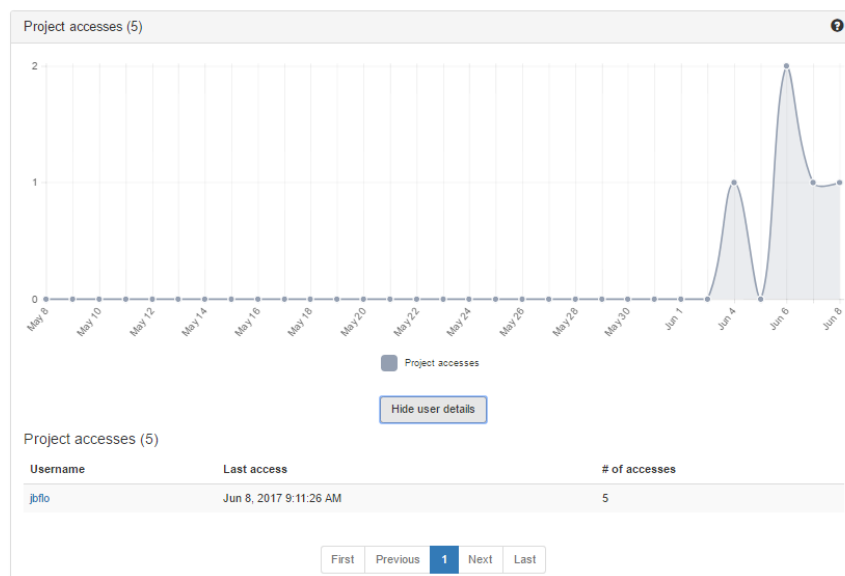 Project accesses (5)
2
1
0
May 8
May 10
May 12
May 14
May 16
May 18
May 20
May 22
May 24
May 26
May 28
May 30
Jun 1
Jun 4
Jun 6
Jun 8
Project accesses
Hide user details
Project accesses (5)
Username Last access # of accesses
jbflo Jun 8, 2017 9:11:26 AM 5
First Previous 1 Next Last